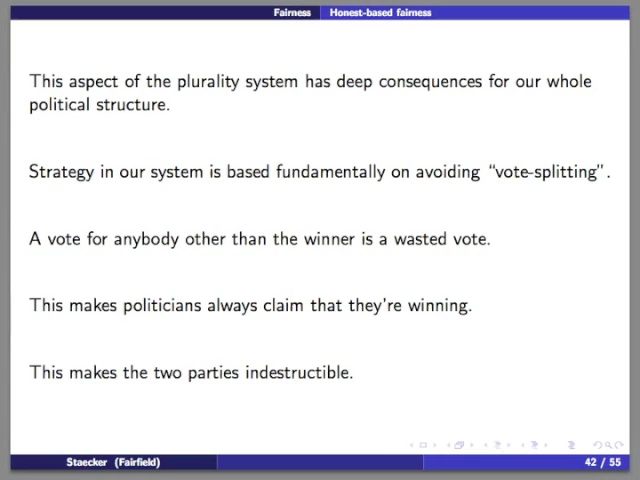 Fairness Honest-based fairness
This aspect of the plurality system has deep consequences for our whole
political structure.
Strategy in our system is based fundamentally on avoiding “vote-splitting”.
A vote for anybody other than the winner is a wasted vote.
This makes politicians always claim that they're winning.
This makes the two parties indestructible.
Staecker (Fairfield) 42 / 55